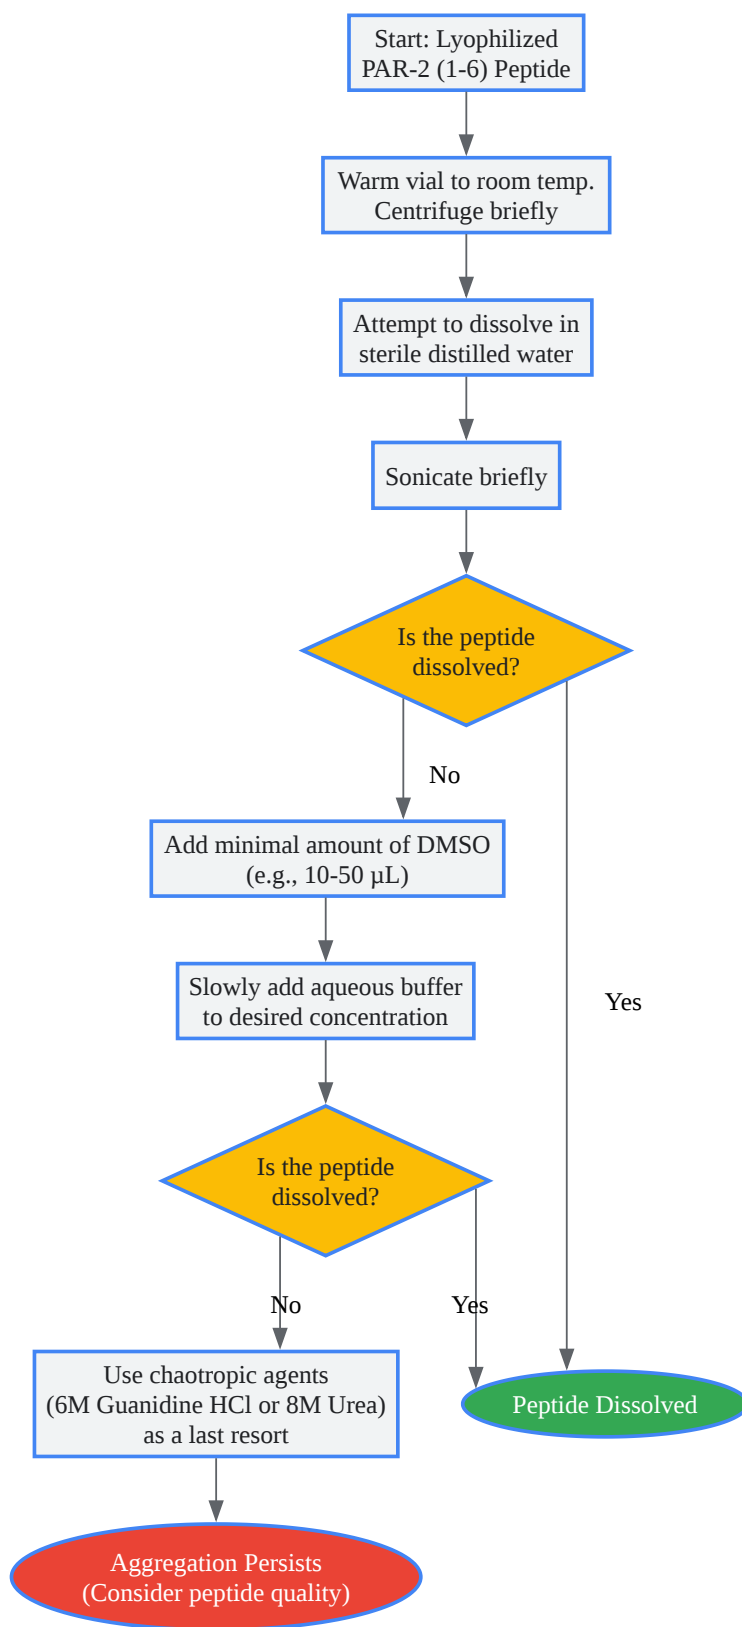 Start: Lyophilized
PAR-2 (1-6) Peptide
Warm vial to room temp.
Centrifuge briefly
Attempt to dissolve in
sterile distilled water
Sonicate briefly
Is the peptide
dissolved?
No
Add minimal amount of DMSO
(e.g., 10-50 µL)
Slowly add aqueous buffer
to desired concentration
Yes
Is the peptide
dissolved?
No
Yes
Use chaotropic agents
(6M Guanidine HCl or 8M Urea)
as a last resort
Peptide Dissolved
Aggregation Persists
(Consider peptide quality)